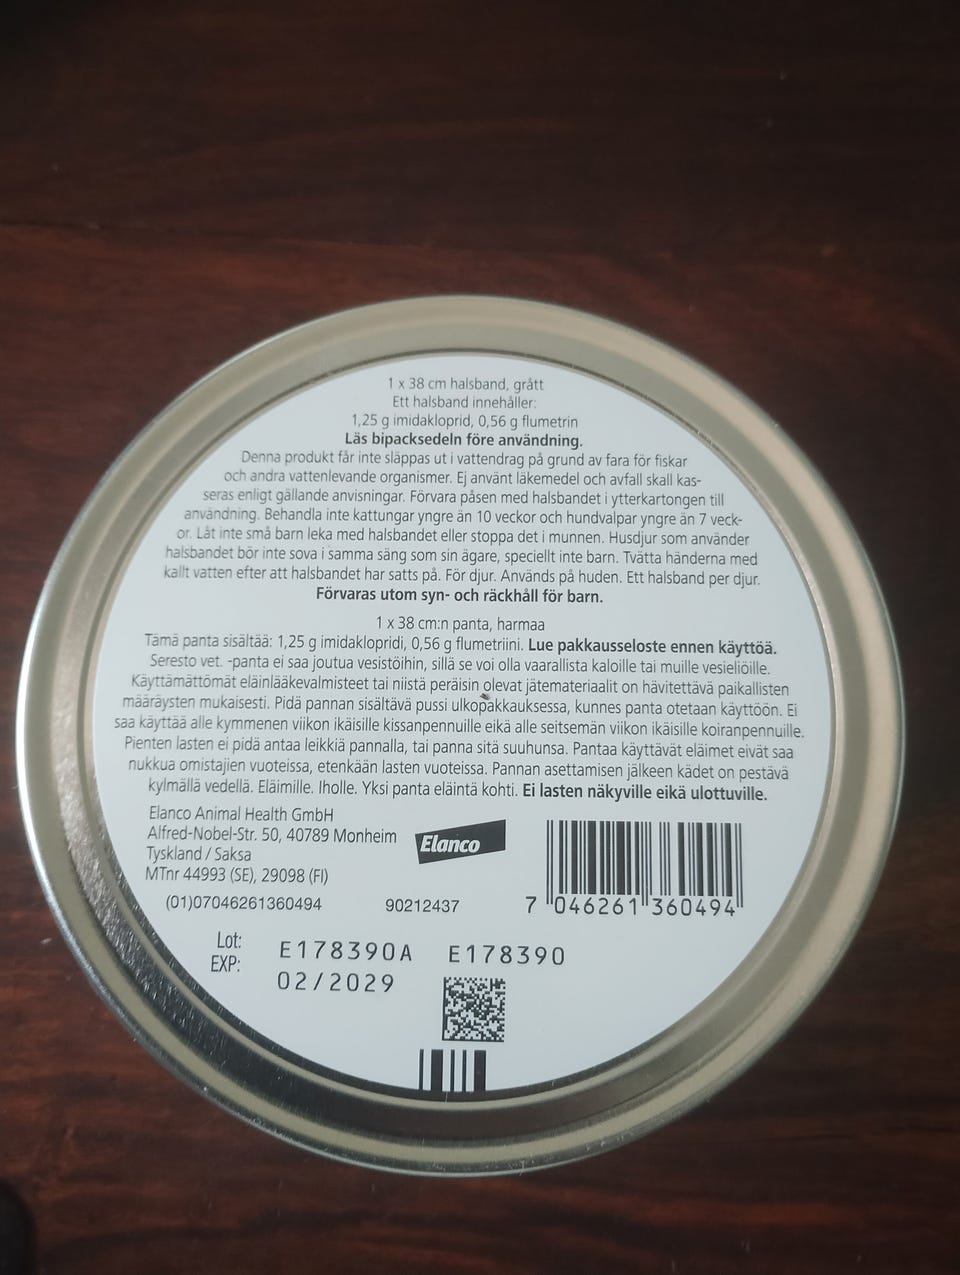 1 x 38 cm halsband, grått
Ett halsband innehåller:
1,25 g imidakloprid, 0,56 g flumetrin
Läs bipacksedeln före användning.
Denna produkt får inte släppas ut i vattendrag på grund av fara för fiskar
och andra vattenlevande organismer. Ej använt läkemedel och avfall skall kas-
seras enligt gällande anvisningar. Förvara påsen med halsbandet i ytterkartongen till
användning. Behandla inte kattungar yngre än 10 veckor och hundvalpar yngre än 7 veck-
or. Låt inte små barn leka med halsbandet eller stoppa det i munnen. Husdjur som använder
halsbandet bör inte sova i samma säng som sin ägare, speciellt inte barn. Tvätta händerna med
kallt vatten efter att halsbandet har satts på. För djur. Används på huden. Ett halsband per djur.
Förvaras utom syn- och räckhåll för barn.
1 x 38 cm:n panta, harmaa
Tämä panta sisältää: 1,25 g imidaklopridi, 0,56 g flumetriini. Lue pakkausseloste ennen käyttöä.
Seresto vet. -panta ei saa joutua vesistöihin, sillä se voi olla vaarallista kaloille tai muille vesieliöille.
Käyttämättömät eläinlääkevalmisteet tai niistä peräisin olevat jätemateriaalit on hävitettävä paikallisten
määräysten mukaisesti. Pidä pannan sisältävä pussi ulkopakkauksessa, kunnes panta otetaan käyttöön. Ei
saa käyttää alle kymmenen viikon ikäisille kissanpennuille eikä alle seitsemän viikon ikäisille koiranpennuille.
Pienten lasten ei pidä antaa leikkiä pannalla, tai panna sitä suuhunsa. Pantaa käyttävät eläimet eivät saa
nukkua omistajien vuoteissa, etenkään lasten vuoteissa. Pannan asettamisen jälkeen kädet on pestävä
kylmällä vedellä. Eläimille. Iholle. Yksi panta eläintä kohti. Ei lasten näkyville eikä ulottuville.
Elanco Animal Health GmbH
Alfred-Nobel-Str. 50, 40789 Monheim
Tyskland / Saksa
MTnr 44993 (SE), 29098 (FI)
Elanco
(01)07046261360494
90212437
7 046261 360494
Lot: E178390A E178390
EXP: 02/2029